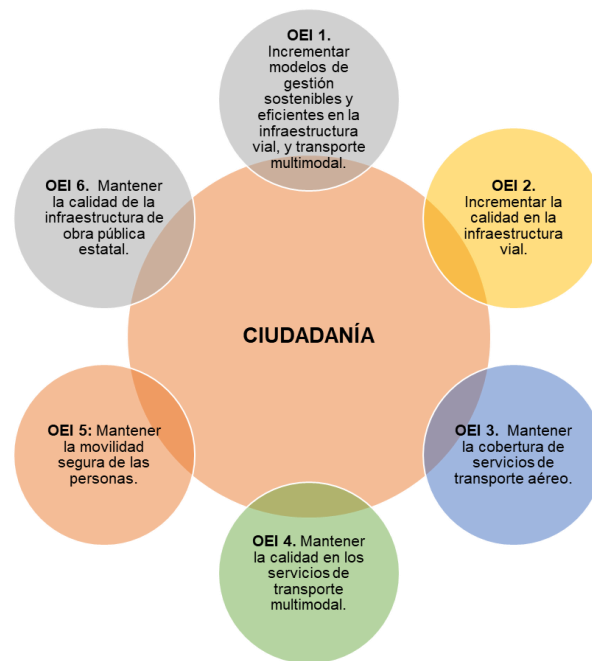 OEI 1.
Incrementar
modelos de
gestión
sostenibles y
eficientes en la
infraestructura
vial, y transporte
multimodal.
OEI 2.
Incrementar la
calidad en la
infraestructura
vial.
OEI 3. Mantener
la cobertura de
servicios de
transporte aéreo.
OEI 4. Mantener
la calidad en los
servicios de
transporte
multimodal.
OEI 5: Mantener
la movilidad
segura de las
personas.
OEI 6. Mantener
la calidad de la
infraestructura de
obra pública
estatal.
CIUDADANÍA